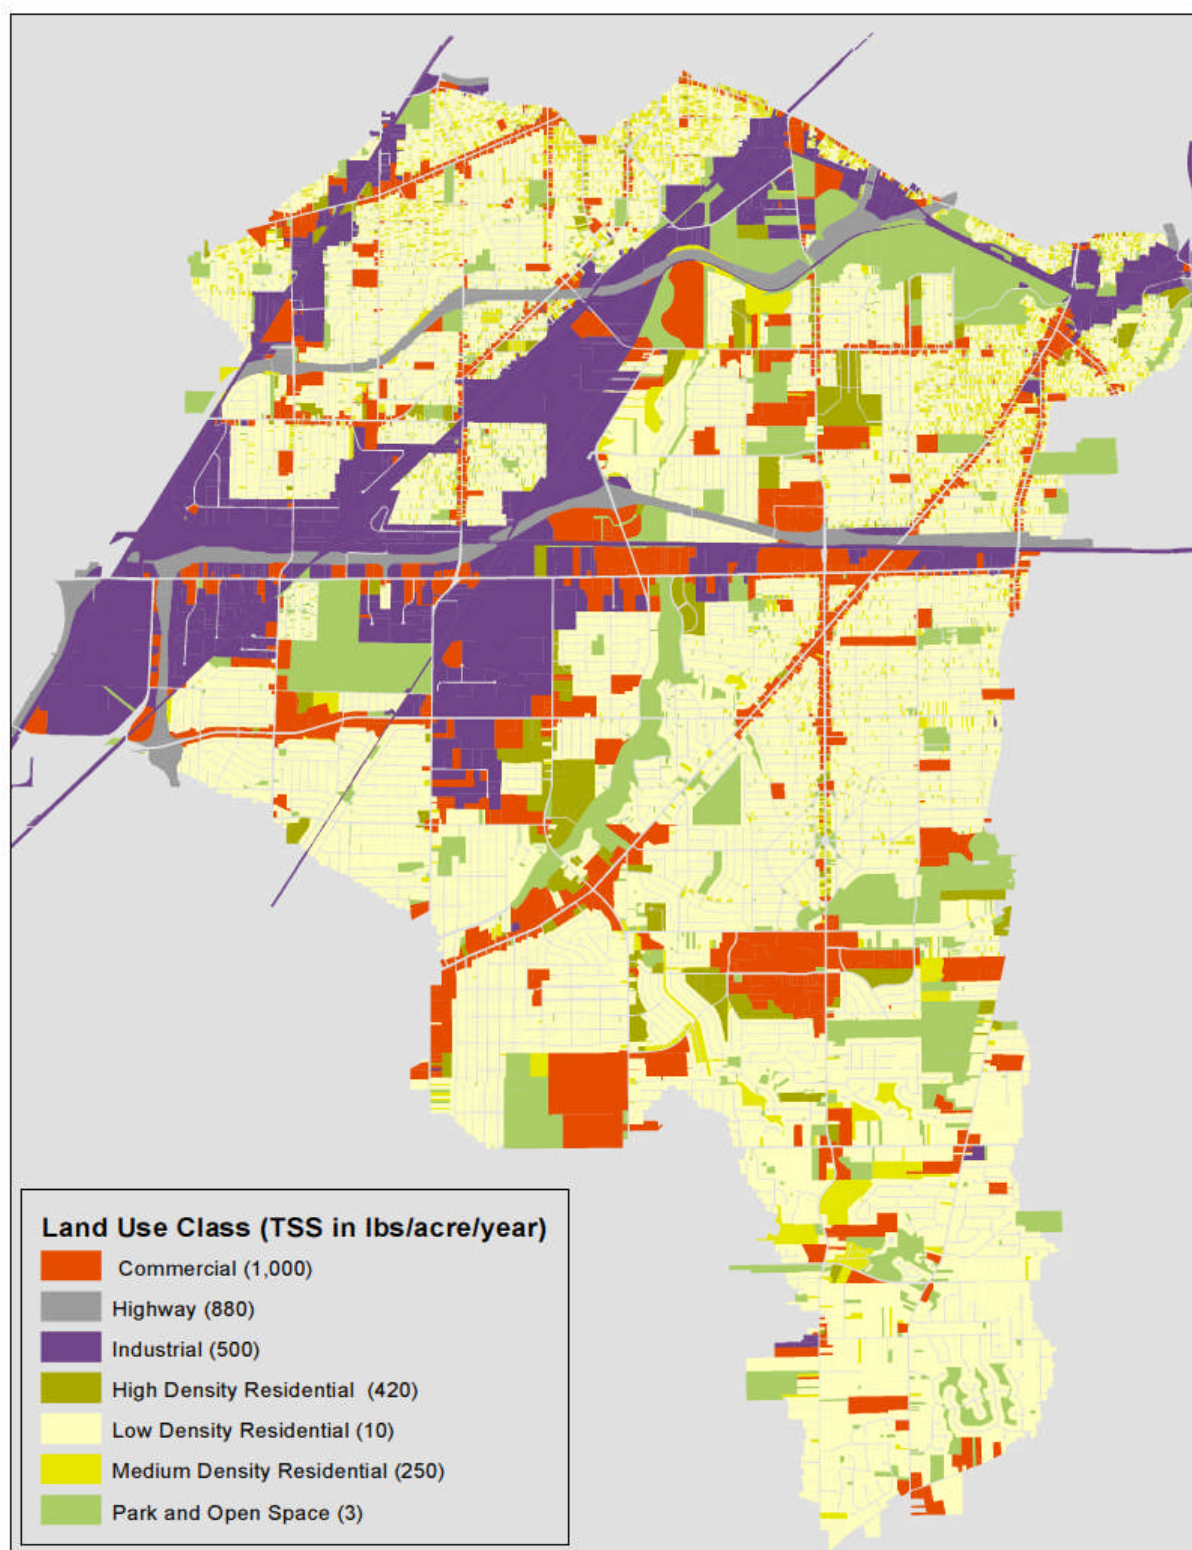 Land Use Class (TSS in lbs/acre/year)
Commercial (1,000)
Highway (880)
Industrial (500)
High Density Residential (420)
Low Density Residential (10)
Medium Density Residential (250)
Park and Open Space (3)